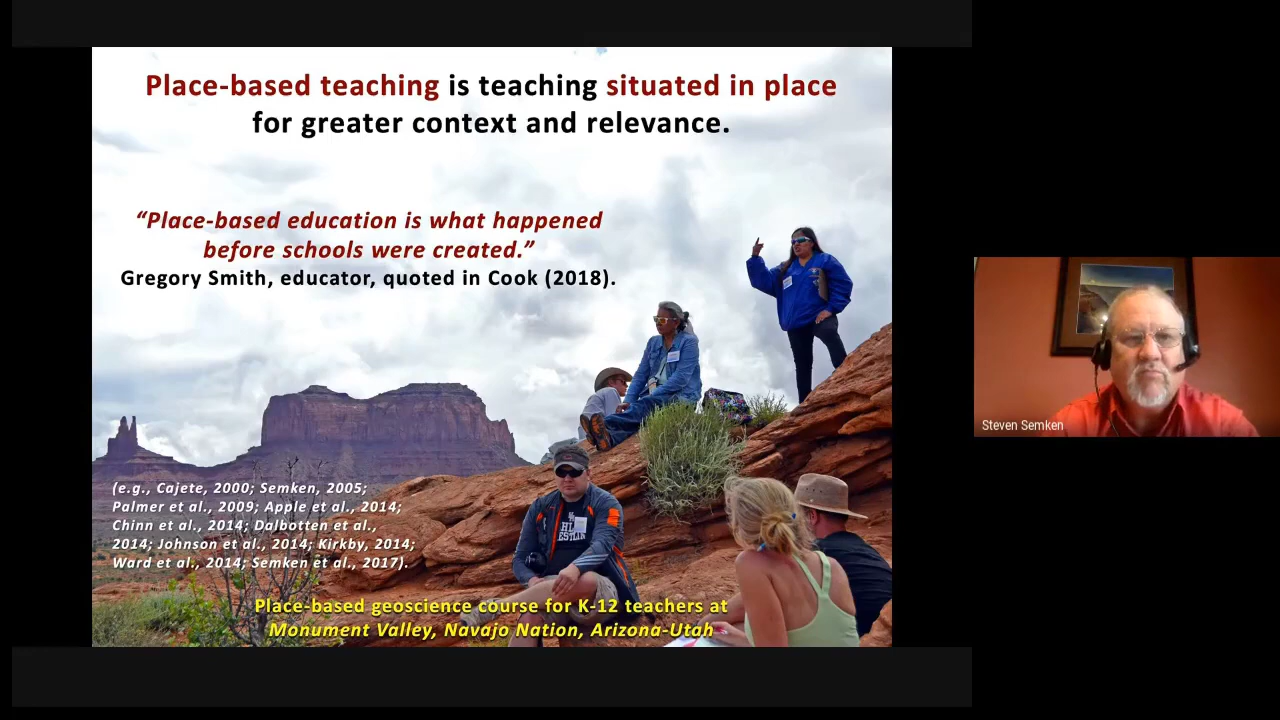 Place-based teaching is teaching situated in place
for greater context and relevance.
“Place-based education is what happened
before schools were created.”
Gregory Smith, educator, quoted in Cook (2018).
(e.g., Cajete, 2000; Semken, 2005;
Palmer et al., 2009; Apple et al., 2014;
Chinn et al., 2014; Dalbotten et al.,
2014; Johnson et al., 2014; Kirkby, 2014;
Ward et al., 2014; Semken et al., 2017).
Place-based geoscience course for K-12 teachers at
Monument Valley, Navajo Nation, Arizona-Utah
Steven Semken